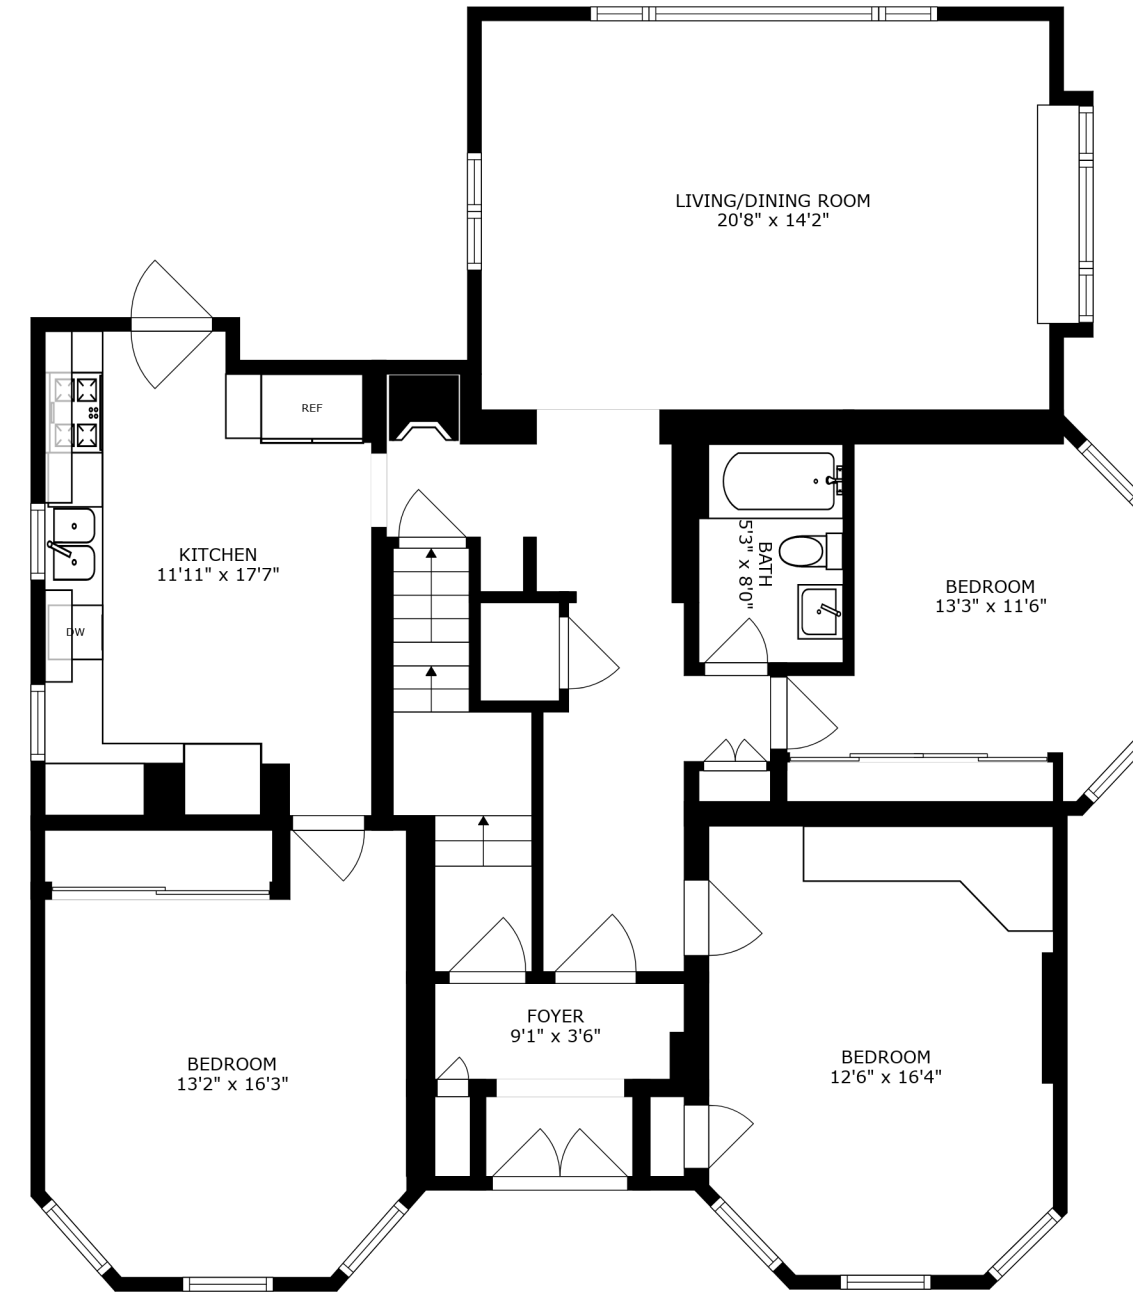 LIVING/DINING ROOM
20'8" x 14'2"
REF
KITCHEN
11'11" x 17'7"
BATH
5'3" x 8'0"
BEDROOM
13'3" x 11'6"
DW
FOYER
9'1" x 3'6"
BEDROOM
13'2" x 16'3"
BEDROOM
12'6" x 16'4"